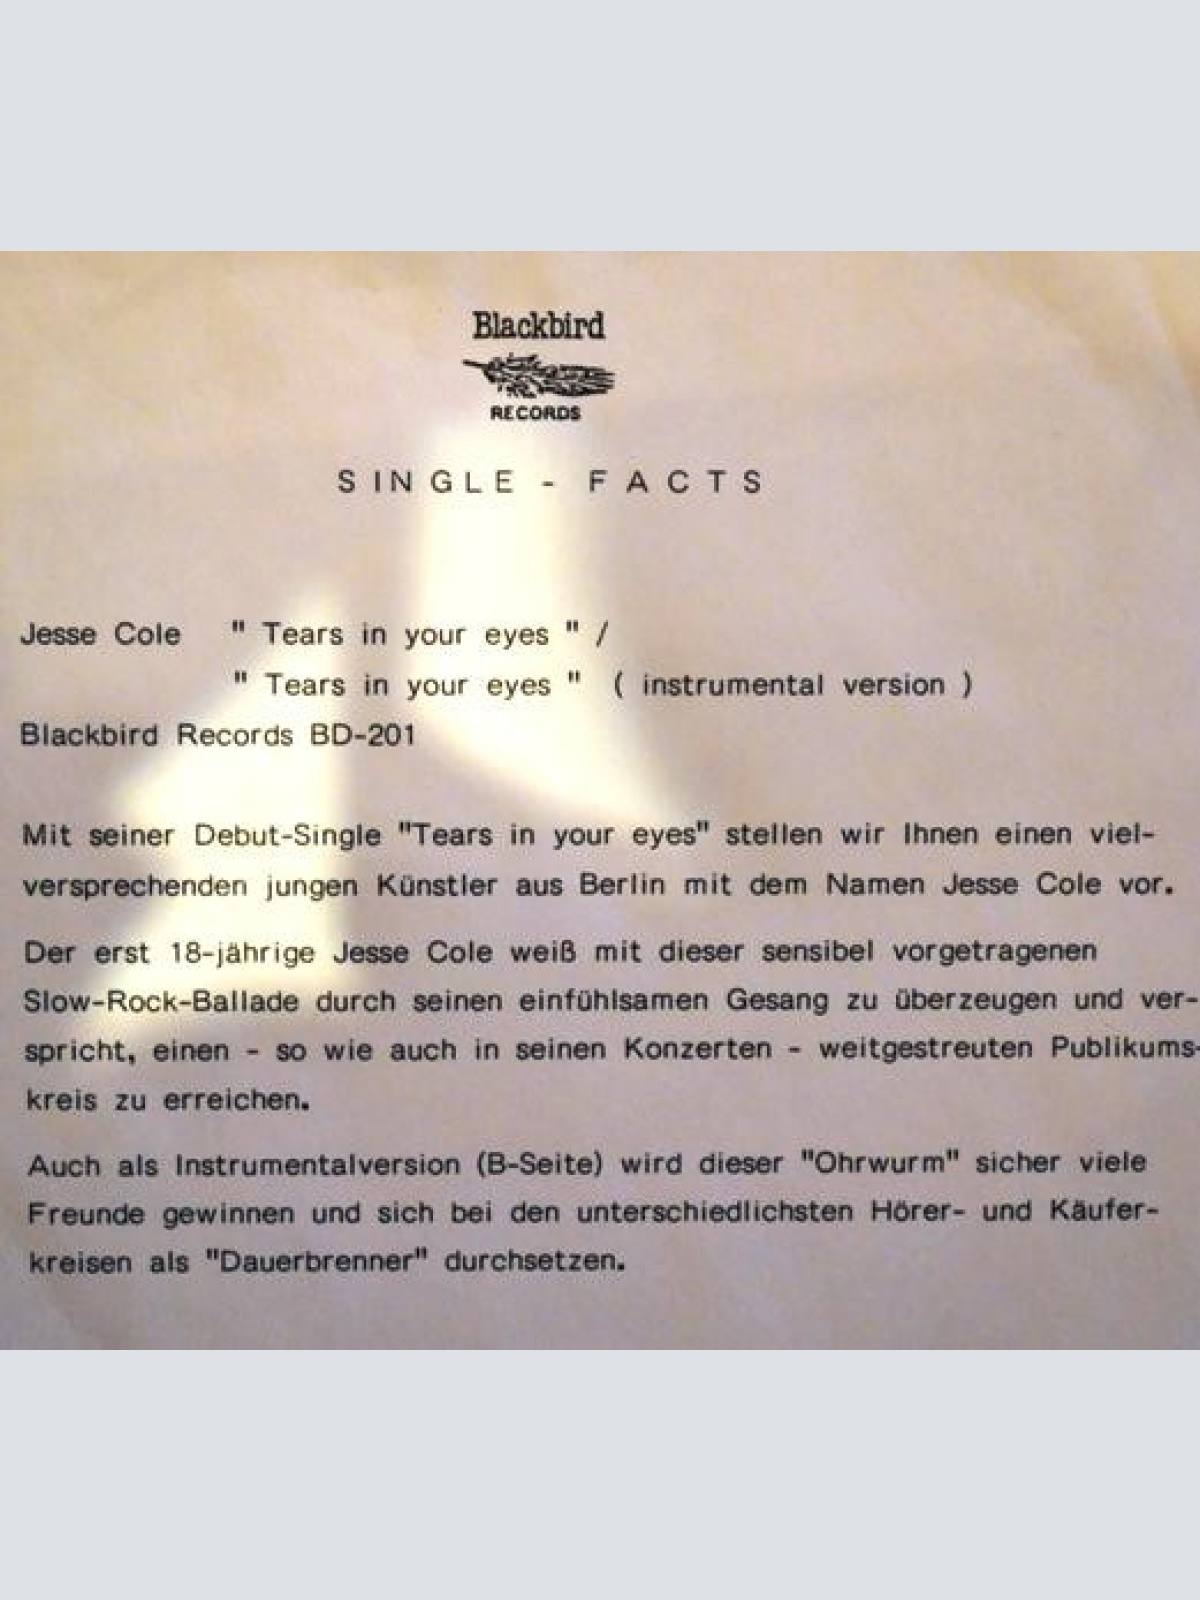 Blackbird
RECORDS
SINGLE - FACTS
Jesse Cole " Tears in your eyes " /
" Tears in your eyes " ( instrumental version )
Blackbird Records BD-201
Mit seiner Debut-Single "Tears in your eyes" stellen wir Ihnen einen viel-
versprechenden jungen Künstler aus Berlin mit dem Namen Jesse Cole vor.
Der erst 18-jährige Jesse Cole weiß mit dieser sensibel vorgetragenen
Slow-Rock-Ballade durch seinen einfühlsamen Gesang zu überzeugen und ver-
spricht, einen - so wie auch in seinen Konzerten - weitgestreuten Publikums-
kreis zu erreichen.
Auch als Instrumentalversion (B-Seite) wird dieser "Ohrwurm" sicher viele
Freunde gewinnen und sich bei den unterschiedlichsten Hörer- und Käufer-
kreisen als "Dauerbrenner" durchsetzen.